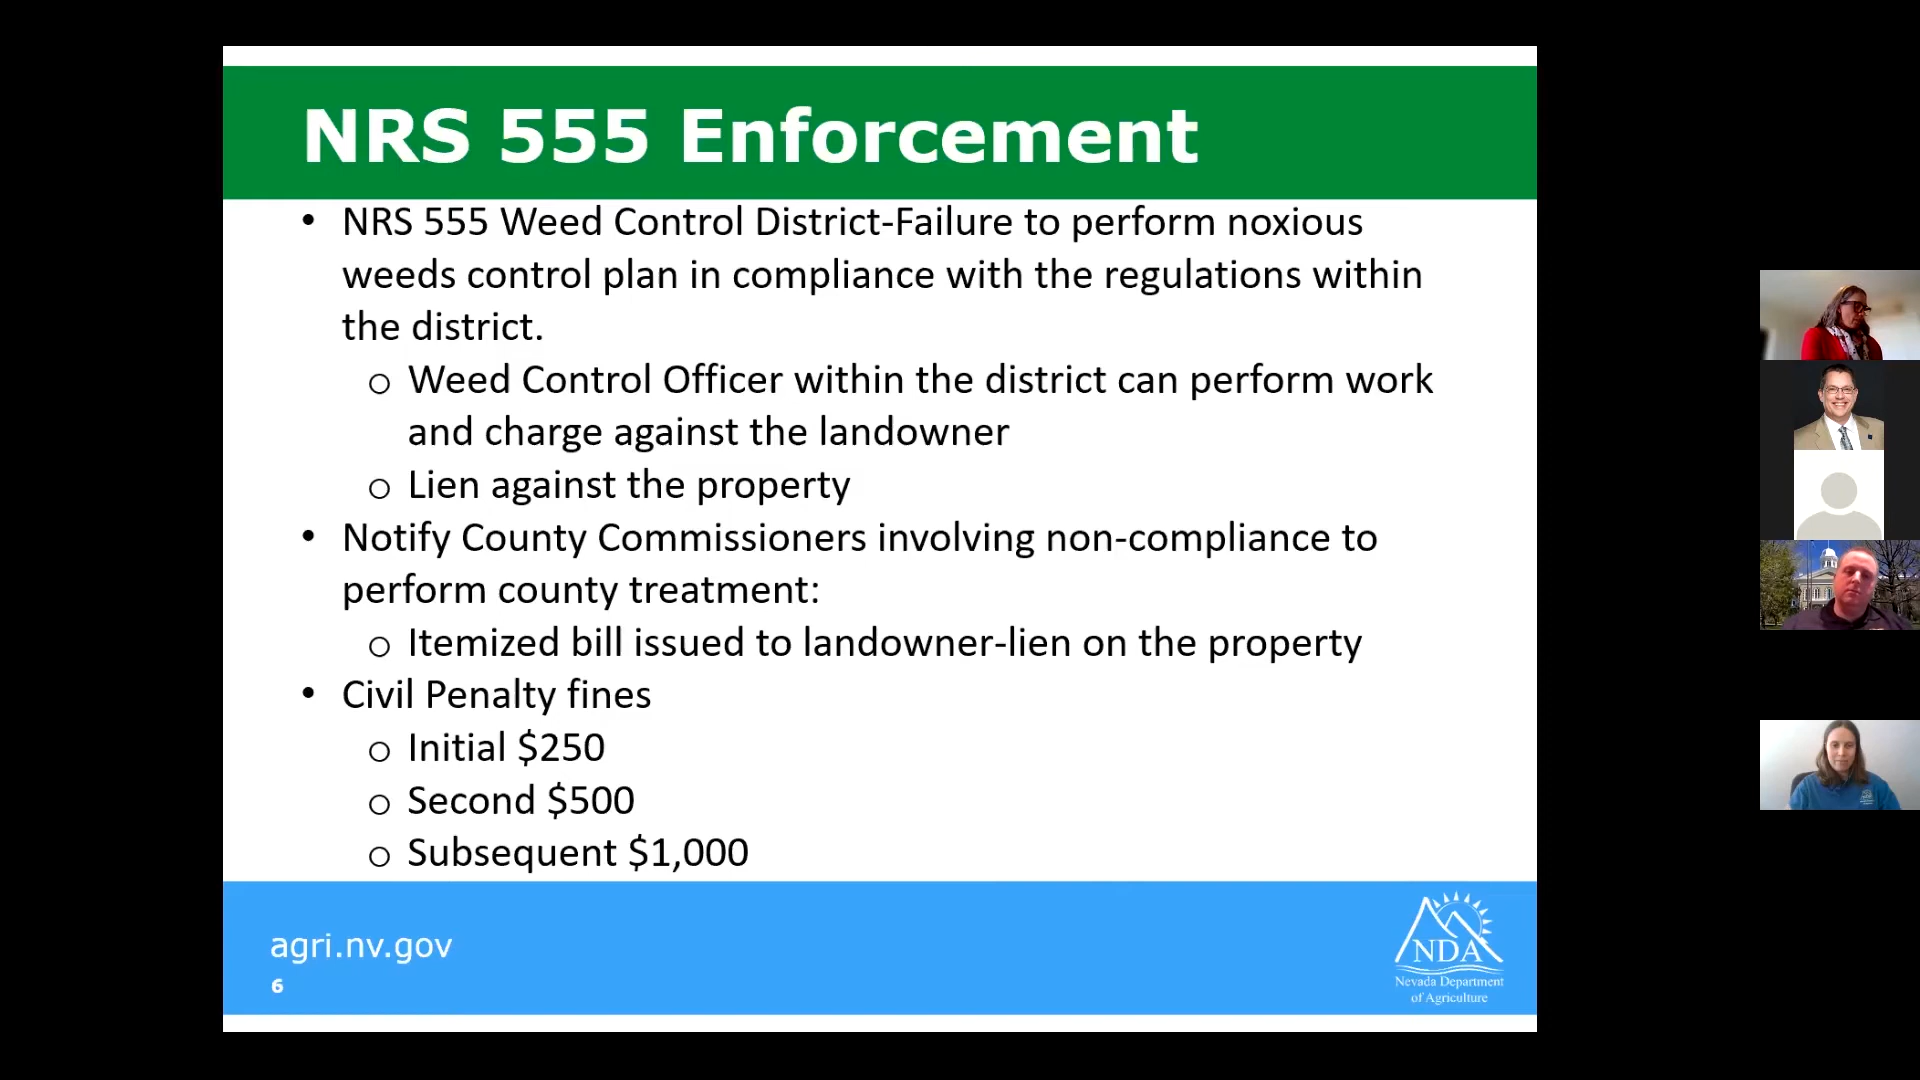 NRS 555 Enforcement
• NRS 555 Weed Control District-Failure to perform noxious
weeds control plan in compliance with the regulations within
the district.
o Weed Control Officer within the district can perform work
and charge against the landowner
o Lien against the property
• Notify County Commissioners involving non-compliance to
perform county treatment:
o Itemized bill issued to landowner-lien on the property
• Civil Penalty fines
o Initial $250
o Second $500
o Subsequent $1,000
agri.nv.gov
6
NDA
Nevada Department
of Agriculture